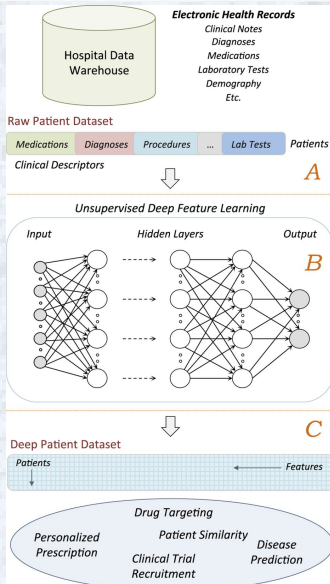 Hospital Data
Warehouse
Electronic Health Records
Clinical Notes
Diagnoses
Medications
Laboratory Tests
Demography
Etc.
Raw Patient Dataset
Medications Diagnoses Procedures ... Lab Tests Patients
Clinical Descriptors
A
Unsupervised Deep Feature Learning
Input Hidden Layers Output
B
C
Deep Patient Dataset
Patients Features
Drug Targeting
Personalized
Prescription
Patient Similarity
Clinical Trial
Recruitment
Disease
Prediction